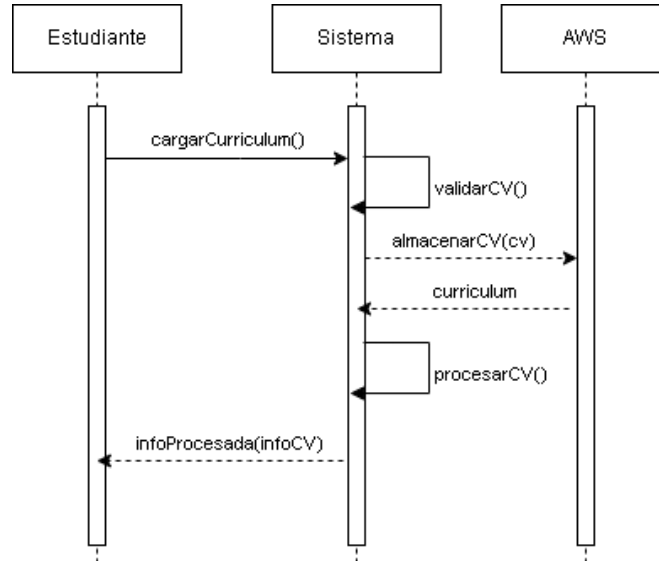 Estudiante
Sistema
AWS
cargarCurriculum()
validarCV()
almacenarCV(cv)
curriculum
procesarCV()
infoProcesada(infoCV)